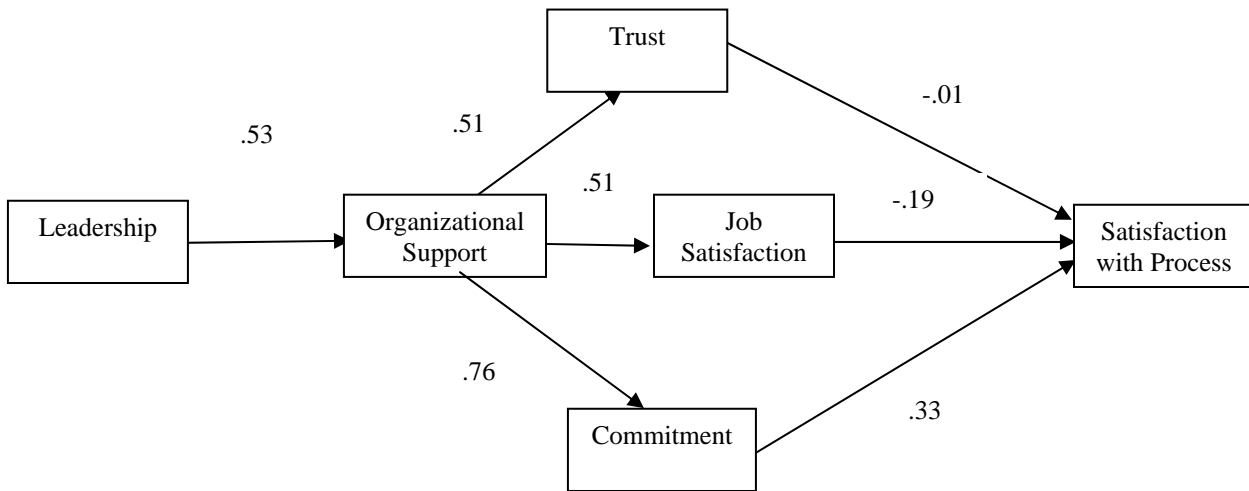 Trust
-.01
.53
.51
.51
-.19
Leadership
Organizational
Support
Job
Satisfaction
Satisfaction
with Process
.76
.33
Commitment